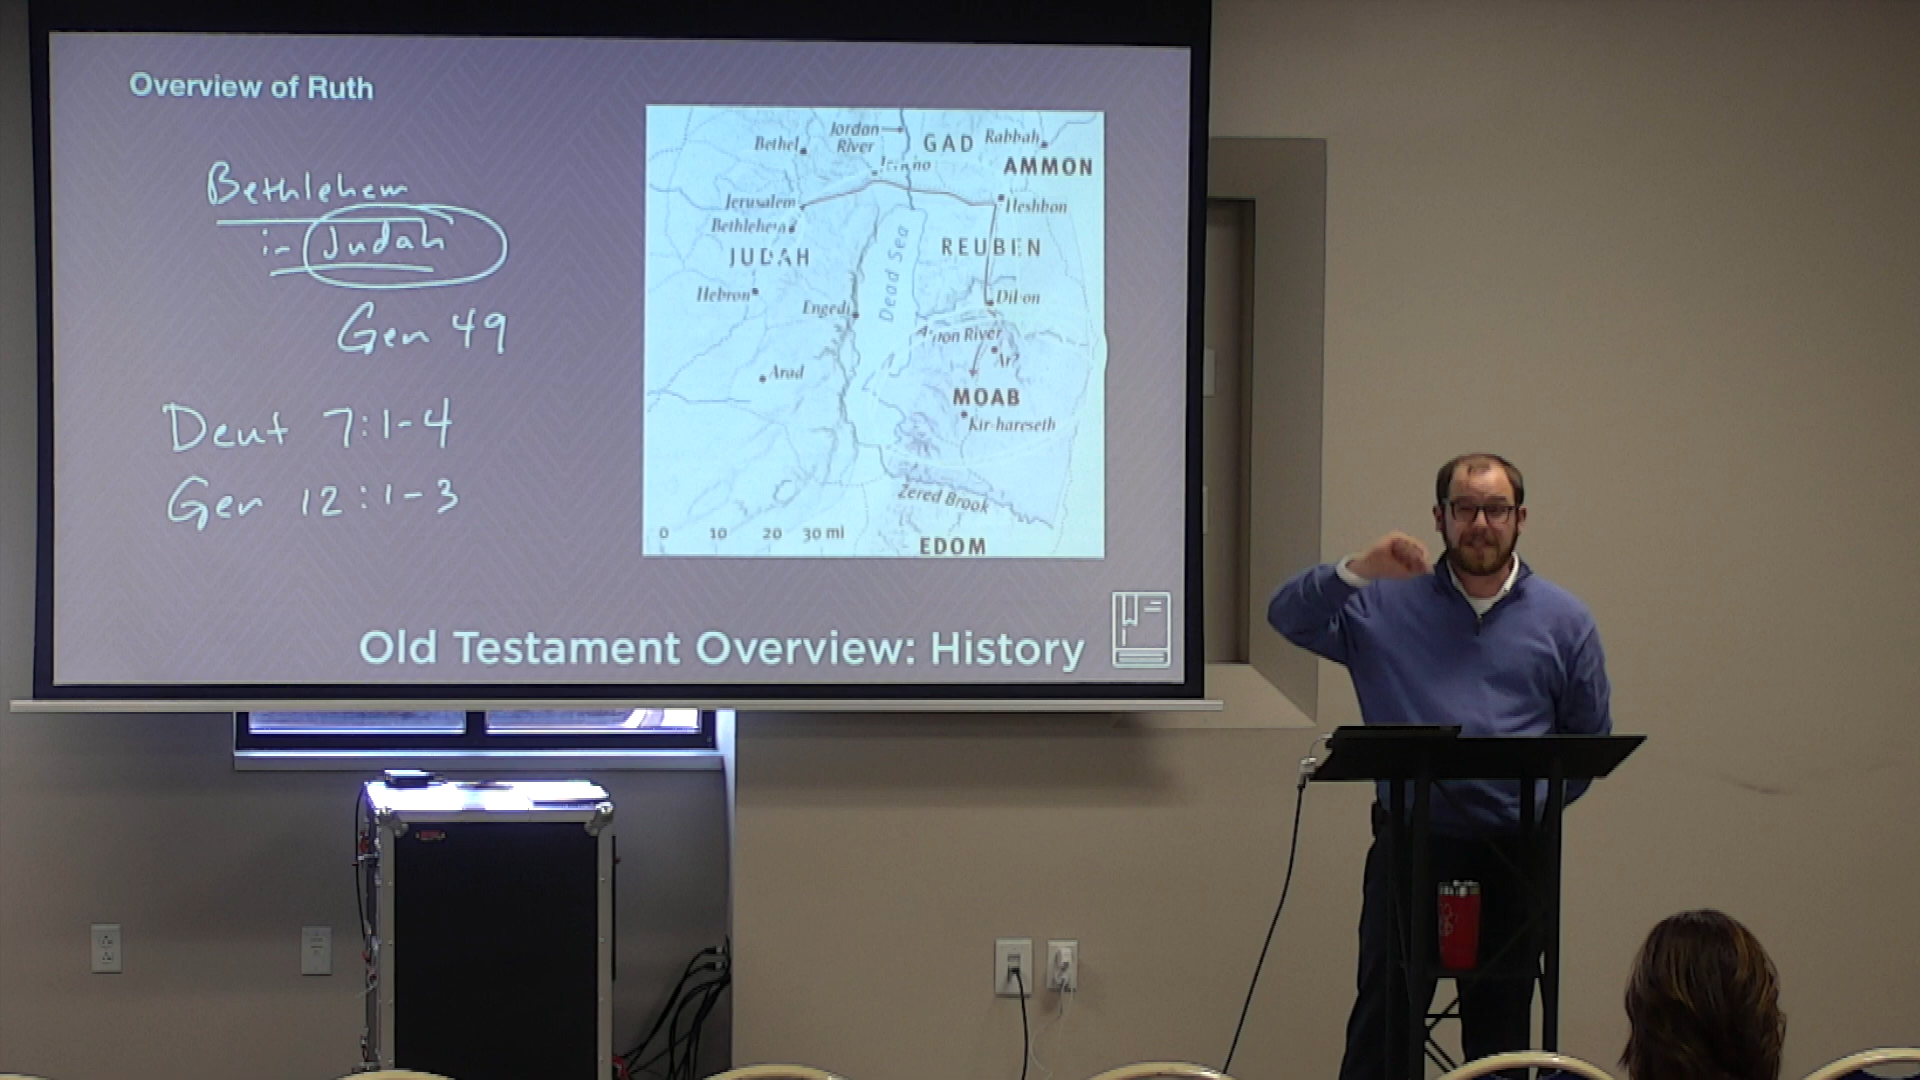 Overview of Ruth
Bethlehem
in Judah
Gen 49
Deut 7:1-4
Gen 12:1-3
Jordan River
GAD
Rabbah
Bethel
AMMON
Jerusalem
Heshbon
Bethlehem
REUBEN
JUDAH
Dead Sea
Hebron
Engedi
River
Ar?
Arad
MOAB
Kir-hareseth
Zered Brook
0 10 20 30 mi
EDOM
Old Testament Overview: History